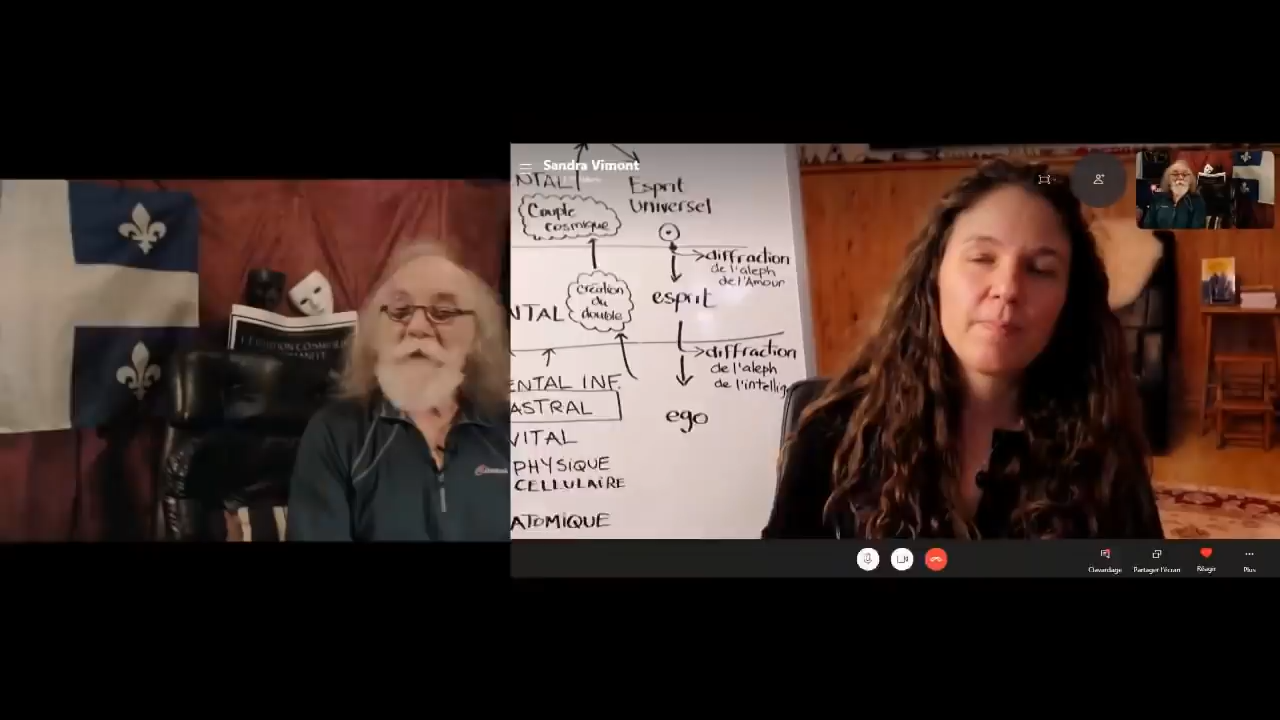 Sandra Vimont
NTAL
Esprit
Universel
Couple
cosmique
diffraction
de l'aleph
de l'Amour
création
du
double
esprit
NTAL
diffraction
de l'aleph
de l'intellig
ENTAL INF.
ASTRAL
ego
VITAL
PHYSIQUE
CELLULAIRE
ATOMIQUE
Clavardage
Partager l'écran
Réagir
Plus